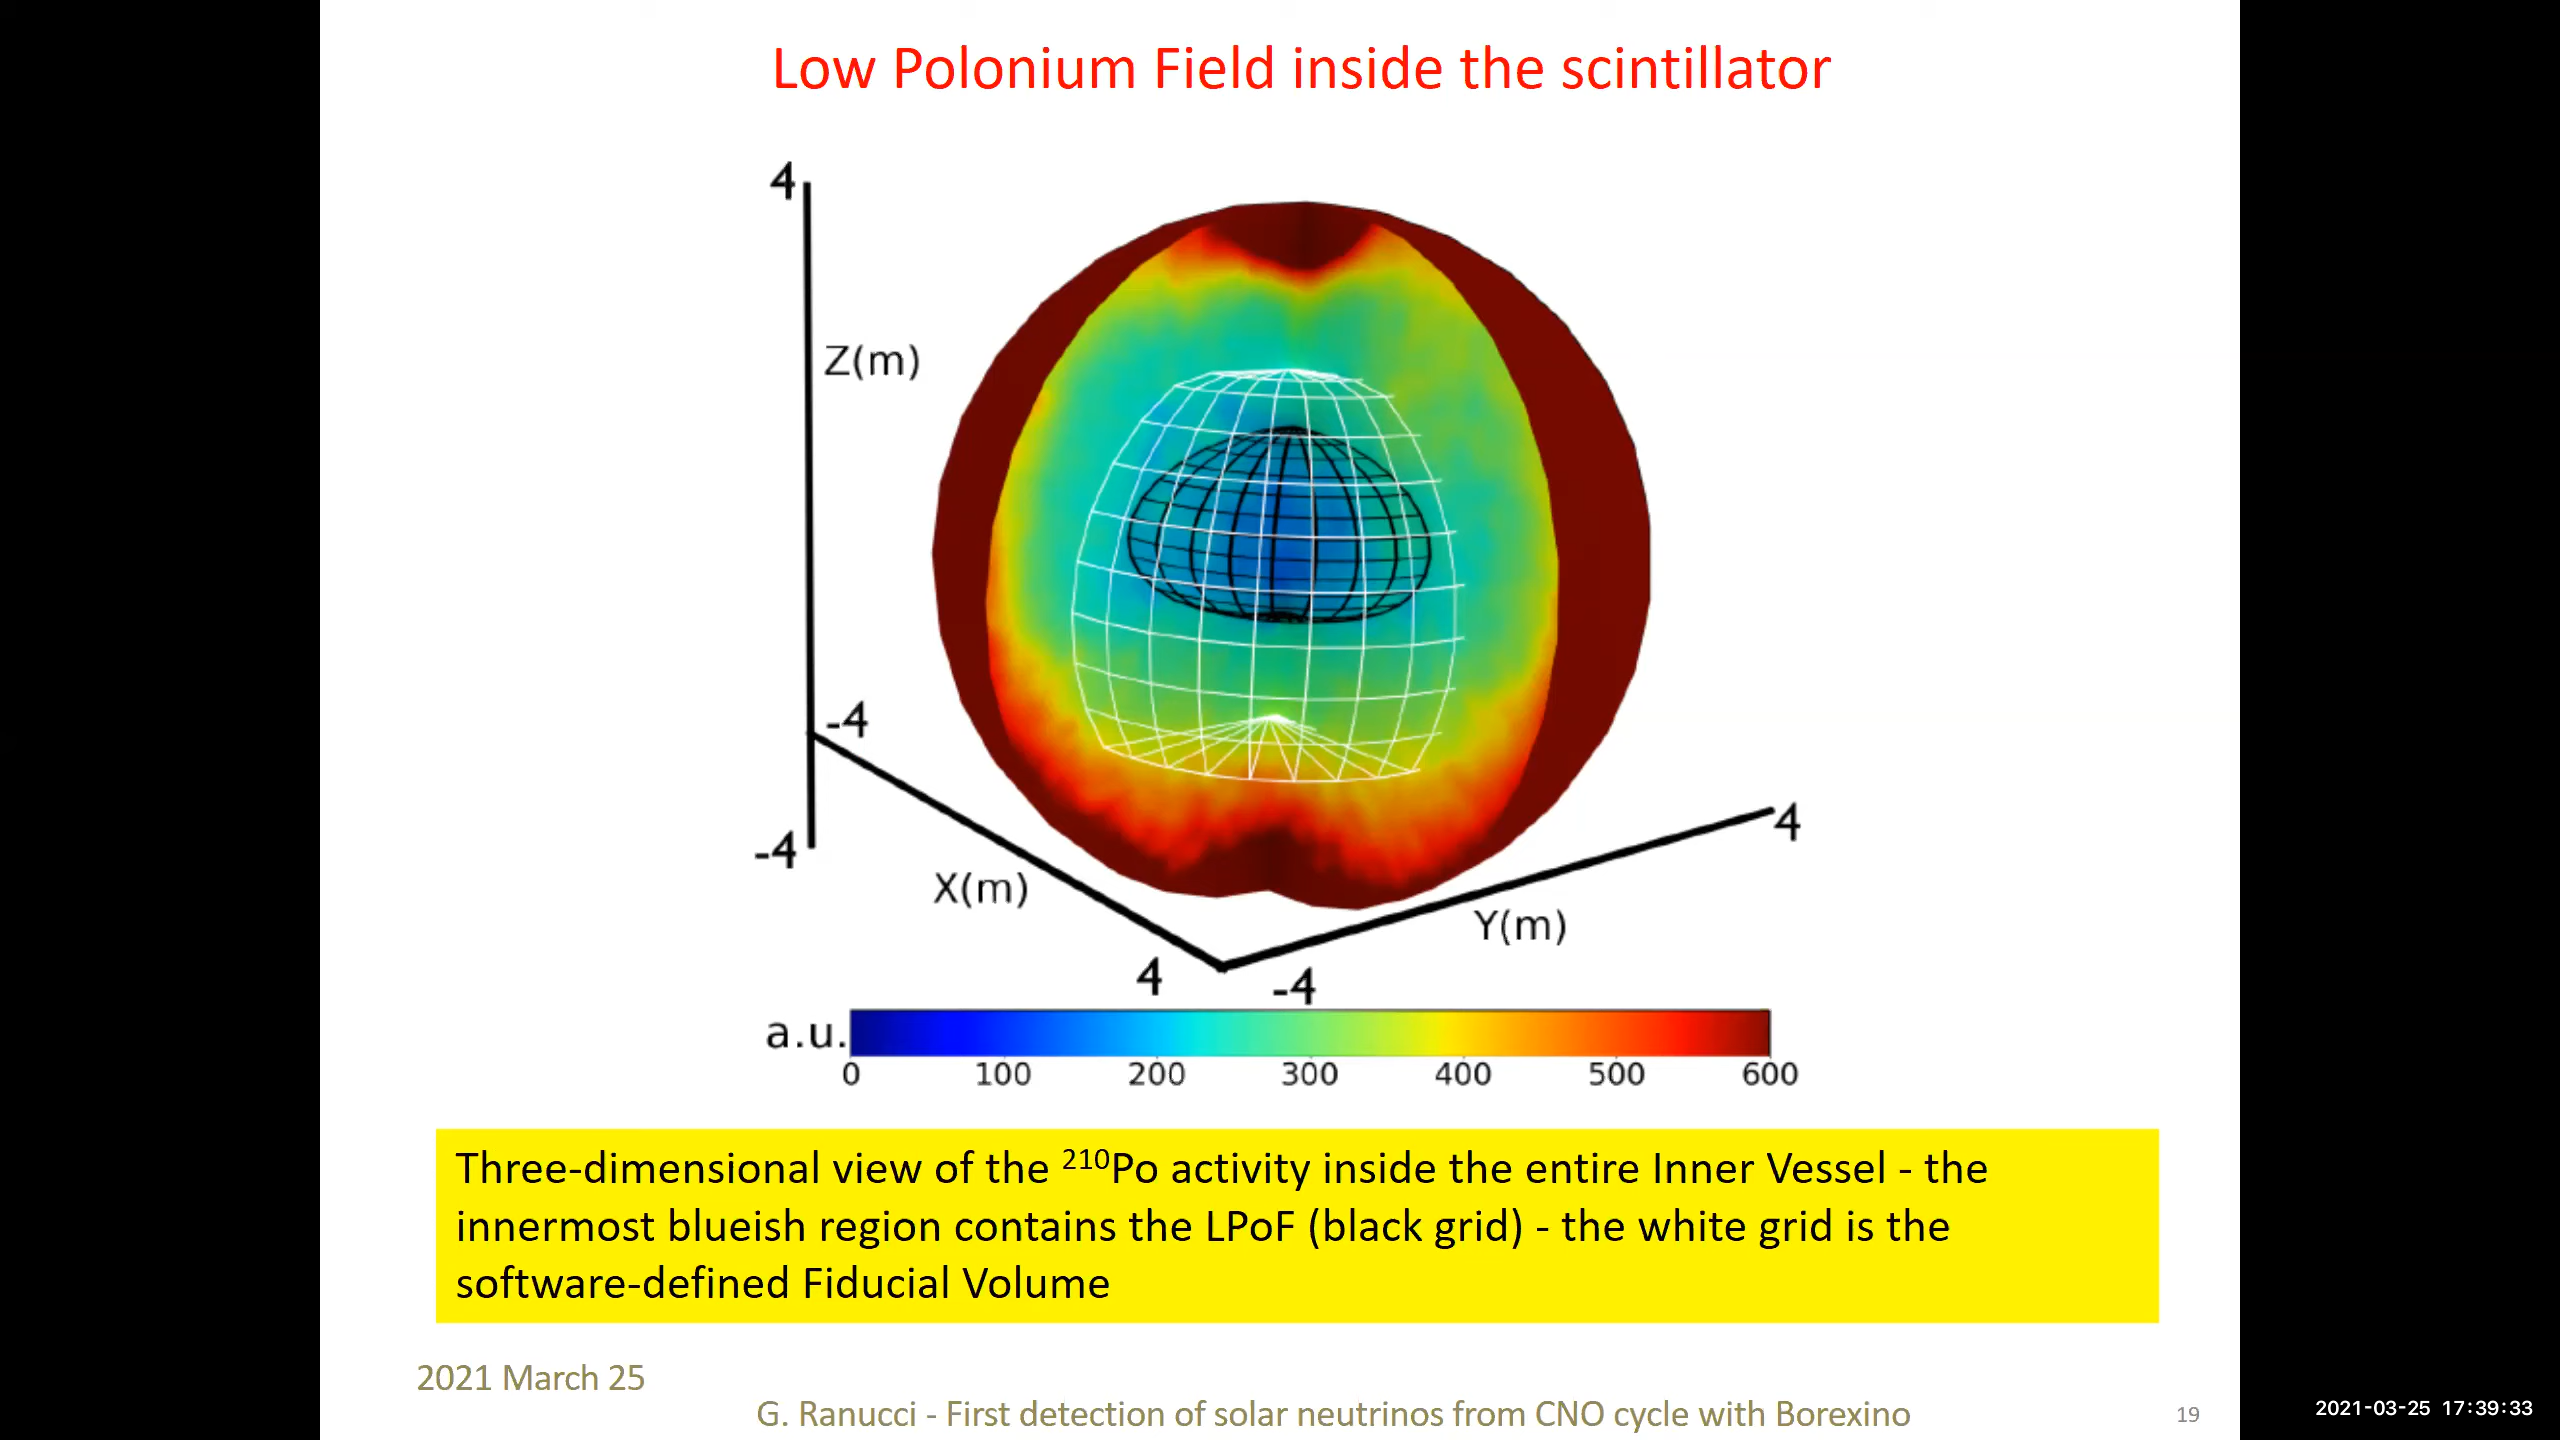 Low Polonium Field inside the scintillator
4
Z(m)
-4
-4
X(m)
4
Y(m)
4
-4
a.u.
0 100 200 300 400 500 600
Three-dimensional view of the ²¹⁰Po activity inside the entire Inner Vessel - the
innermost blueish region contains the LPoF (black grid) - the white grid is the
software-defined Fiducial Volume
2021 March 25
G. Ranucci - First detection of solar neutrinos from CNO cycle with Borexino
19
2021-03-25 17:39:33